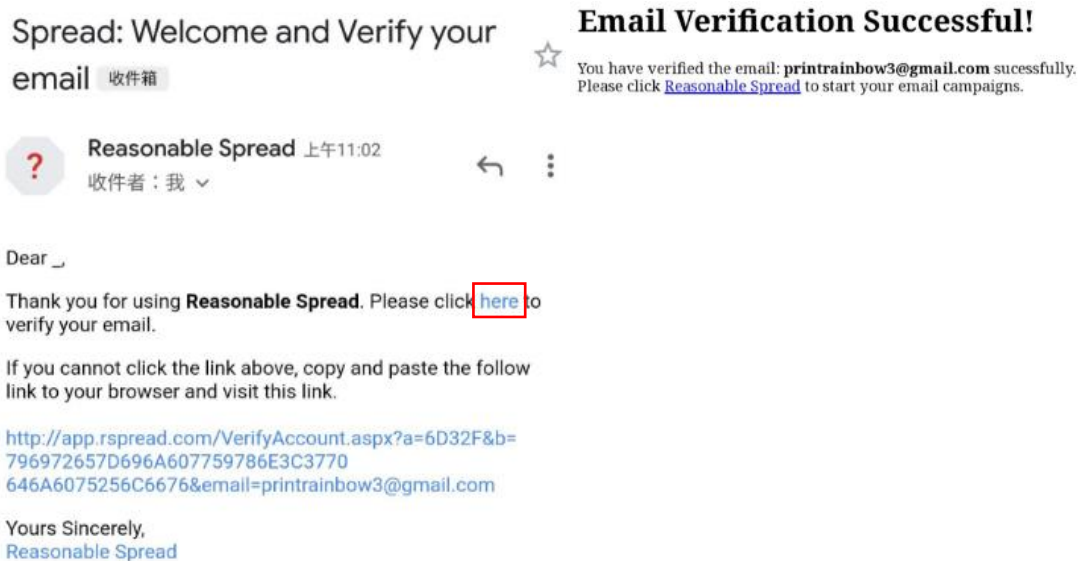 Spread: Welcome and Verify your
email 收件箱
Reasonable Spread 上午11:02
收件者：我
Dear _,
Thank you for using Reasonable Spread. Please click here to
verify your email.
If you cannot click the link above, copy and paste the follow
link to your browser and visit this link.
http://app.rspread.com/VerifyAccount.aspx?a=6D32F&b=
796972657D696A607759786E3C3770
646A6075256C6676&email=printrainbow3@gmail.com
Yours Sincerely,
Reasonable Spread
Email Verification Successful!
You have verified the email: printrainbow3@gmail.com sucessfully.
Please click Reasonable Spread to start your email campaigns.